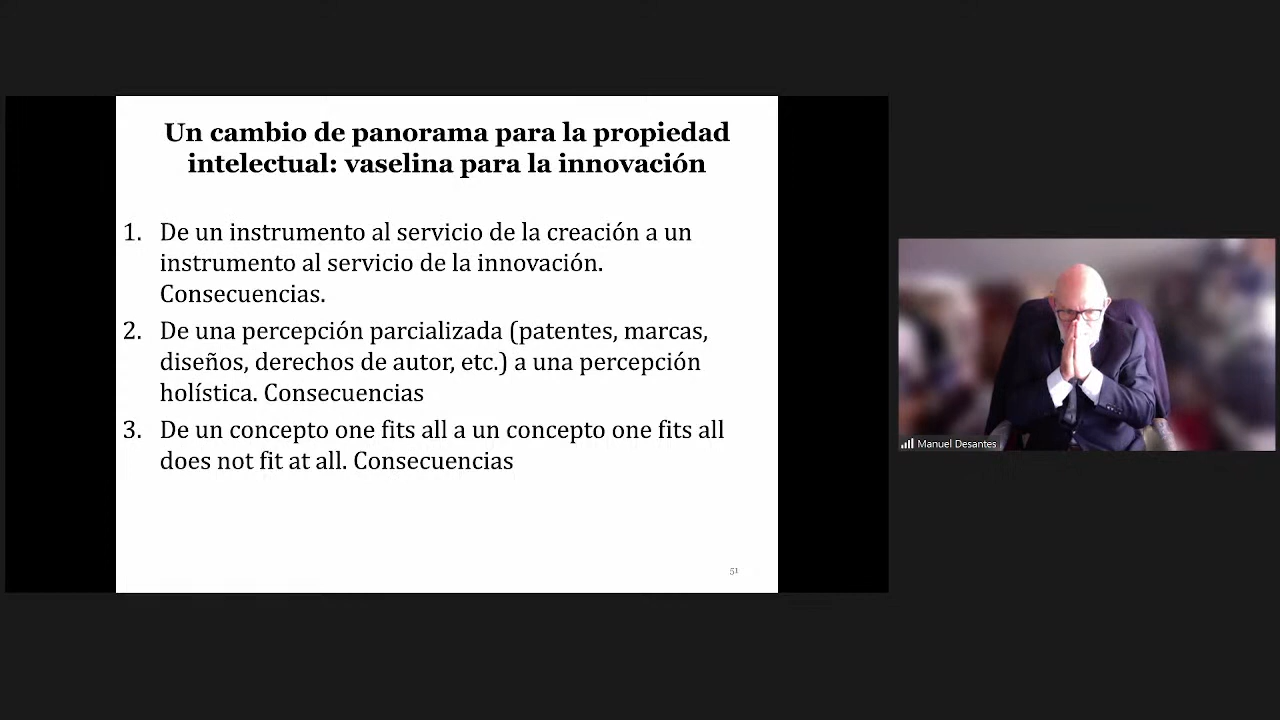 Un cambio de panorama para la propiedad
intelectual: vaselina para la innovación
1. De un instrumento al servicio de la creación a un
instrumento al servicio de la innovación.
Consecuencias.
2. De una percepción parcializada (patentes, marcas,
diseños, derechos de autor, etc.) a una percepción
holística. Consecuencias
3. De un concepto one fits all a un concepto one fits all
does not fit at all. Consecuencias
51
Manuel Desantes